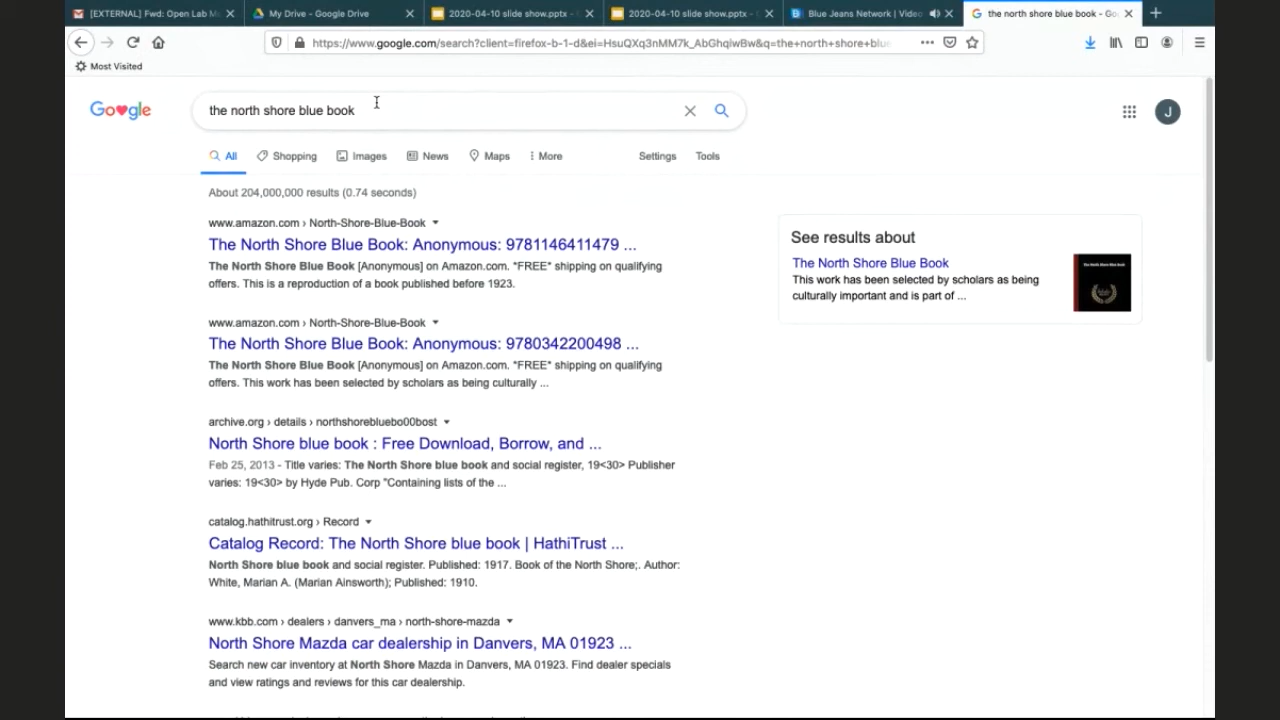 [EXTERNAL] Fwd: Open Lab M
My Drive - Google Drive
2020-04-10 slide show.pptx -
2020-04-10 slide show.pptx -
Blue Jeans Network | Video
the north shore blue book - Go
https://www.google.com/search?client=firefox-b-1-d&ei=HsuQXq3nMM7k_AbGhqiwBw&q=the+north+shore+blue
Most Visited
Google
the north shore blue book
J
All
Shopping
Images
News
Maps
More
Settings
Tools
About 204,000,000 results (0.74 seconds)
www.amazon.com › North-Shore-Blue-Book
The North Shore Blue Book: Anonymous: 9781146411479 ...
The North Shore Blue Book [Anonymous] on Amazon.com. *FREE* shipping on qualifying
offers. This is a reproduction of a book published before 1923.
www.amazon.com › North-Shore-Blue-Book
The North Shore Blue Book: Anonymous: 9780342200498 ...
The North Shore Blue Book [Anonymous] on Amazon.com. *FREE* shipping on qualifying
offers. This work has been selected by scholars as being culturally ...
archive.org › details › northshorebluebo00bost
North Shore blue book : Free Download, Borrow, and ...
Feb 25, 2013 - Title varies: The North Shore blue book and social register, 19<30> Publisher
varies: 19<30> by Hyde Pub. Corp "Containing lists of the ...
catalog.hathitrust.org › Record
Catalog Record: The North Shore blue book | HathiTrust ...
North Shore blue book and social register. Published: 1917. Book of the North Shore;. Author:
White, Marian A. (Marian Ainsworth); Published: 1910.
www.kbb.com › dealers › danvers_ma › north-shore-mazda
North Shore Mazda car dealership in Danvers, MA 01923 ...
Search new car inventory at North Shore Mazda in Danvers, MA 01923. Find dealer specials
and view ratings and reviews for this car dealership.
See results about
The North Shore Blue Book
This work has been selected by scholars as being
culturally important and is part of ...